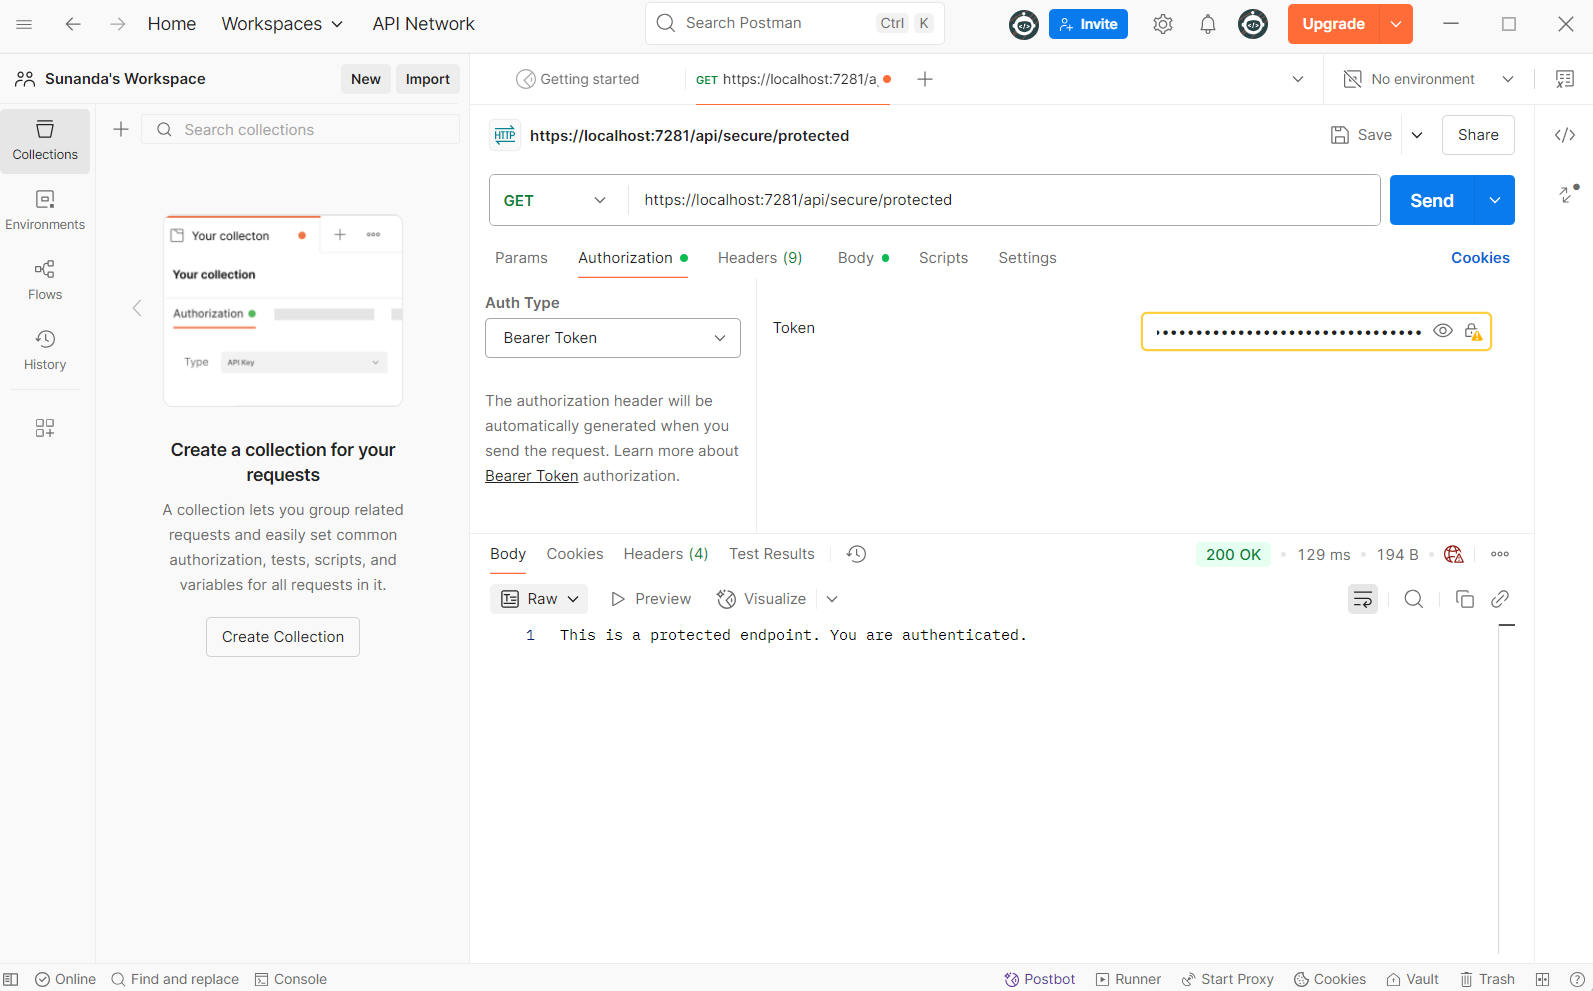 Home Workspaces API Network Search Postman Ctrl K Invite Upgrade
Sunanda's Workspace New Import
Getting started GET https://localhost:7281/a No environment
Collections
Environments
Flows
History
Search collections
Your collecton
Your collection
Authorization
Type API Key
Create a collection for your
requests
A collection lets you group related
requests and easily set common
authorization, tests, scripts, and
variables for all requests in it.
Create Collection
HTTP https://localhost:7281/api/secure/protected Save Share
GET https://localhost:7281/api/secure/protected Send
Params Authorization Headers (9) Body Scripts Settings Cookies
Auth Type
Bearer Token
Token
The authorization header will be
automatically generated when you
send the request. Learn more about
Bearer Token authorization.
Body Cookies Headers (4) Test Results 200 OK 129 ms 194 B
Raw Preview Visualize
1 This is a protected endpoint. You are authenticated.
Online Find and replace Console Postbot Runner Start Proxy Cookies Vault Trash